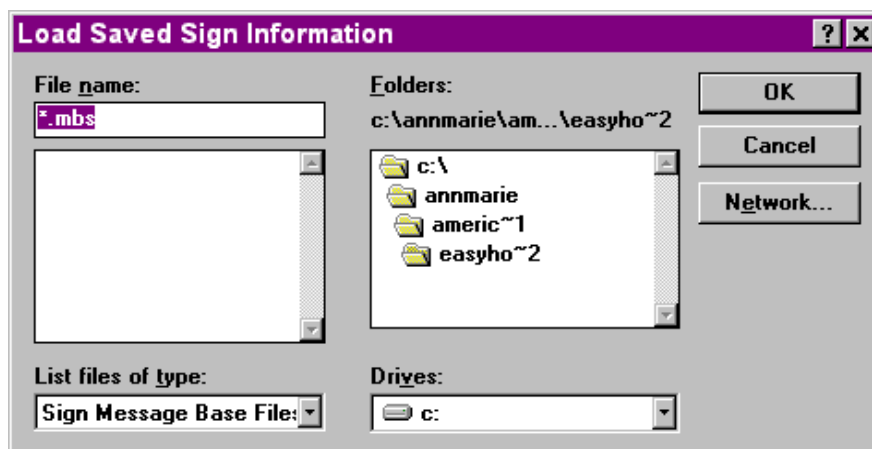 Load Saved Sign Information
File name:
*.mbs
Folders:
c:\annmarie\am...\easyho~2
c:\
annmarie
americ~1
easyho~2
OK
Cancel
Network...
List files of type:
Sign Message Base Files
Drives:
c: